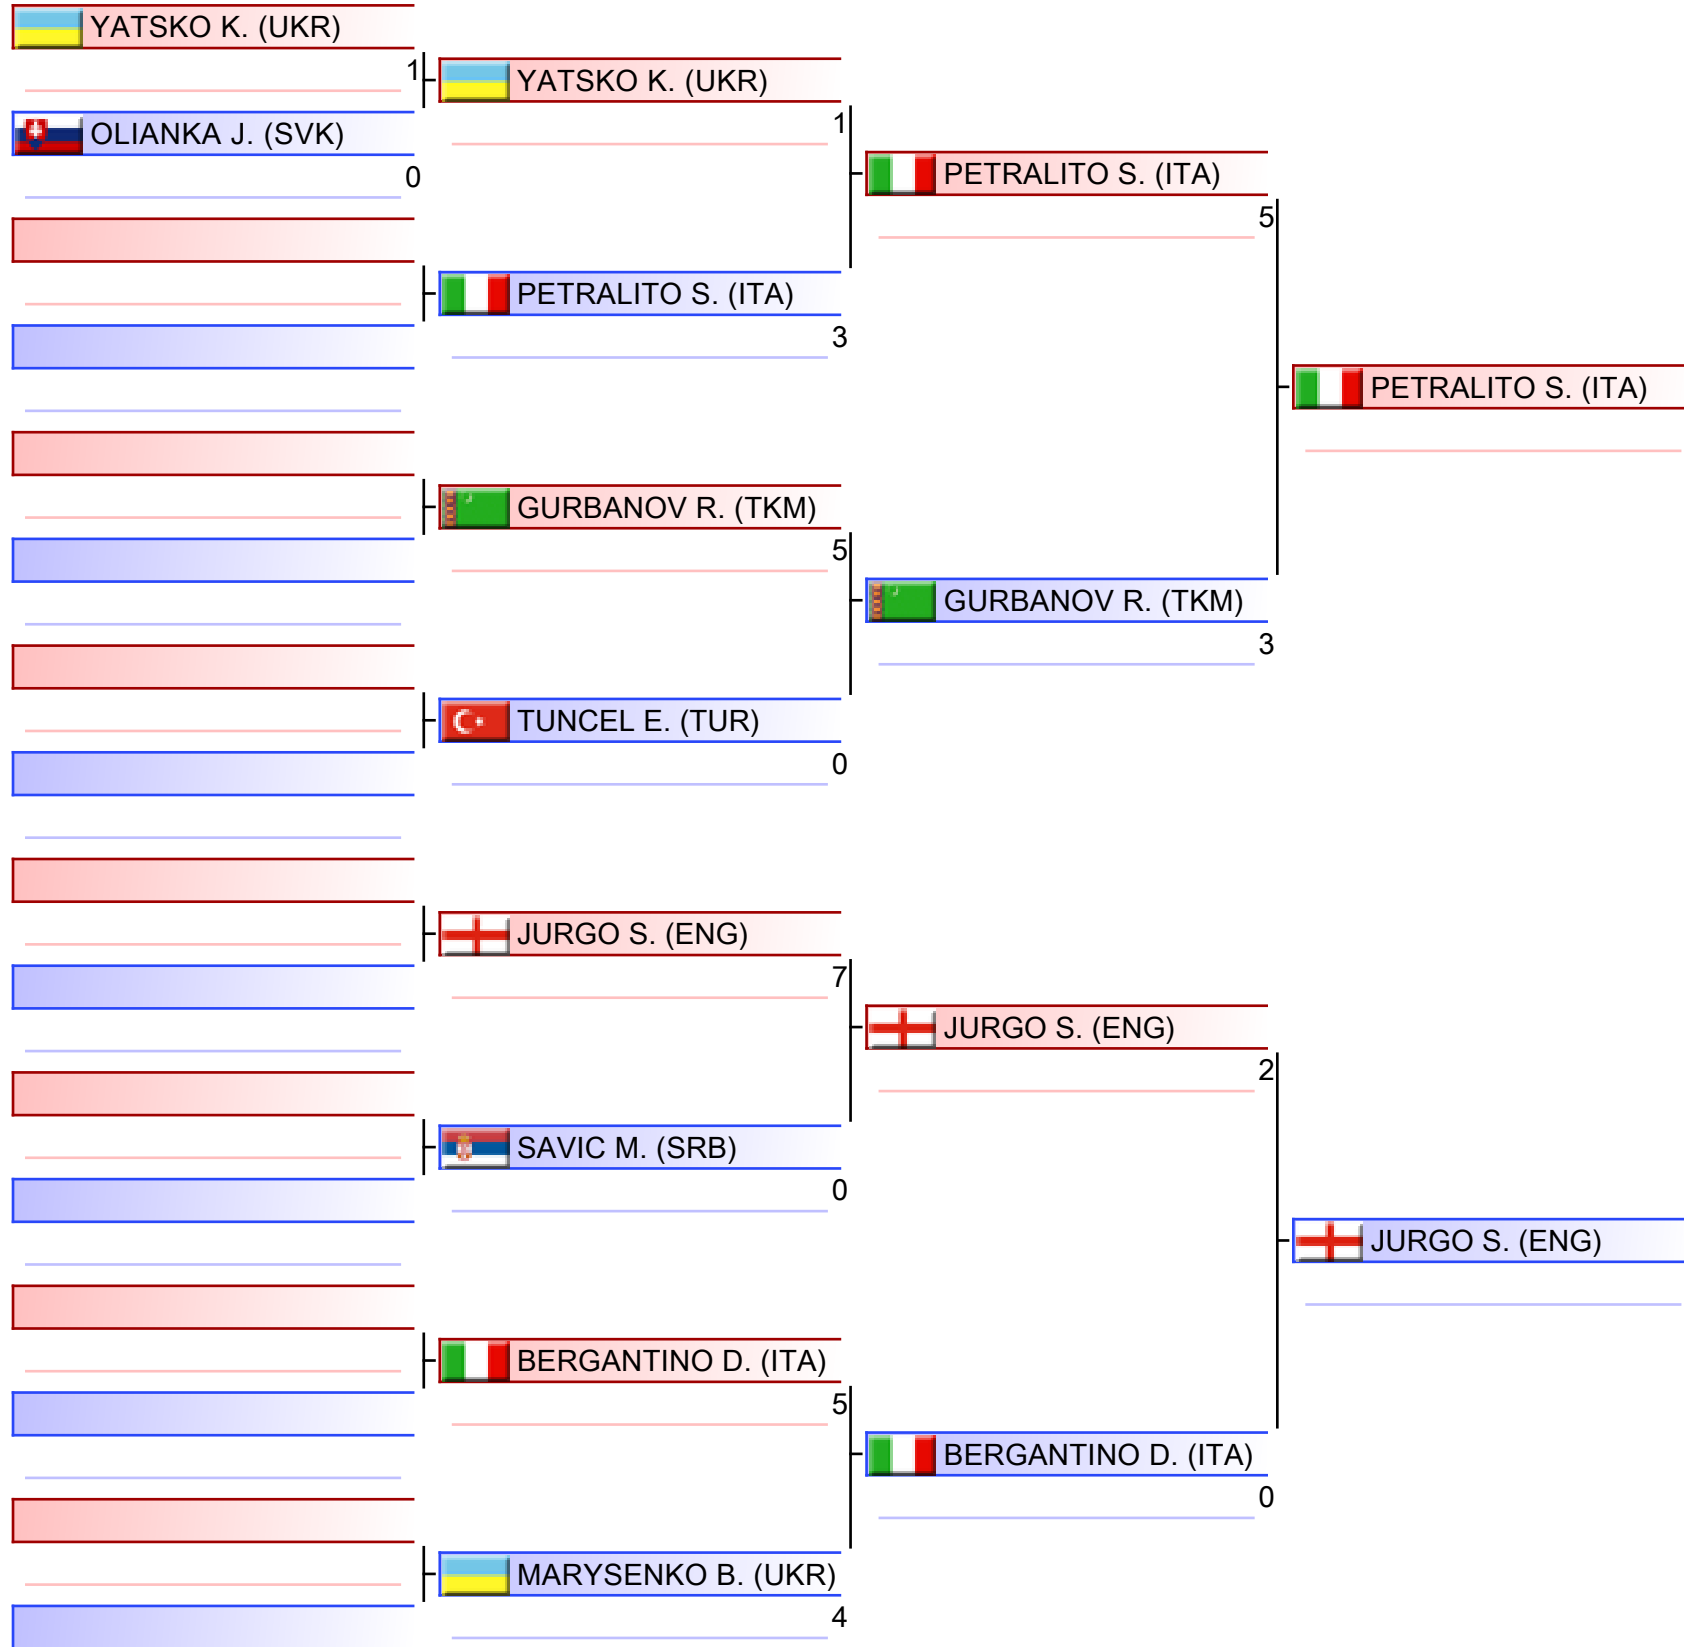 YATSKO K. (UKR)
1
YATSKO K. (UKR)
OLIANKA J. (SVK)
1
0
PETRALITO S. (ITA)
5
PETRALITO S. (ITA)
3
PETRALITO S. (ITA)
GURBANOV R. (TKM)
5
GURBANOV R. (TKM)
3
TUNCEL E. (TUR)
0
JURGO S. (ENG)
7
JURGO S. (ENG)
2
SAVIC M. (SRB)
0
JURGO S. (ENG)
BERGANTINO D. (ITA)
5
BERGANTINO D. (ITA)
0
MARYSENKO B. (UKR)
4